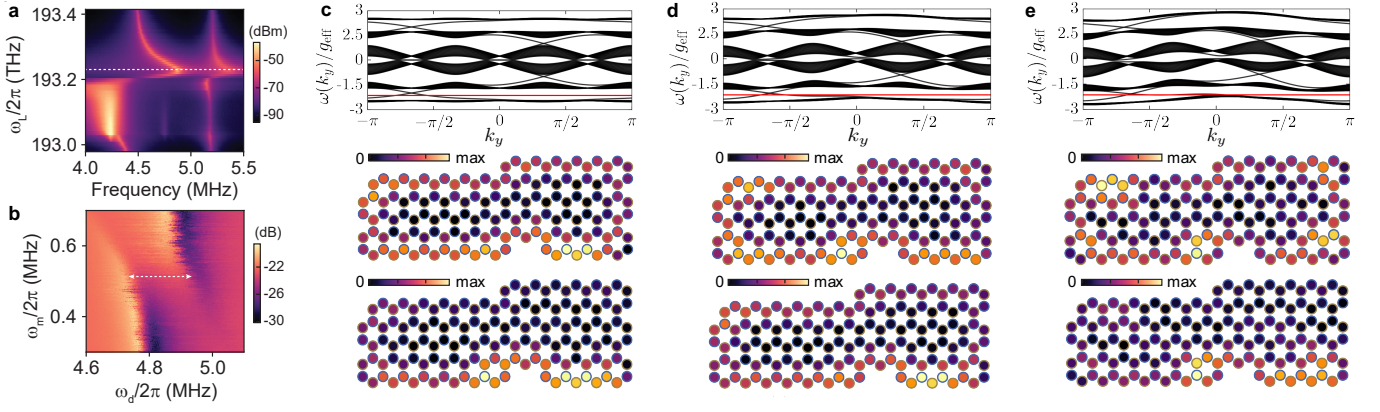 a
193.4
193.2
193.0
ω_L/2π (THz)
4.0 4.5 5.0 5.5
Frequency (MHz)
(dBm)
-50
-70
-90
b
0.6
0.4
ω_m/2π (MHz)
4.6 4.8 5.0
ω_d/2π (MHz)
(dB)
-18
-22
-26
-30
c
3
1.5
0
-1.5
-3
ω(k_y)/g_eff
-π -π/2 0 π/2 π
k_y
0 max
0 max
d
3
1.5
0
-1.5
-3
ω(k_y)/g_eff
-π -π/2 0 π/2 π
k_y
0 max
0 max
e
3
1.5
0
-1.5
-3
ω(k_y)/g_eff
-π -π/2 0 π/2 π
k_y
0 max
0 max